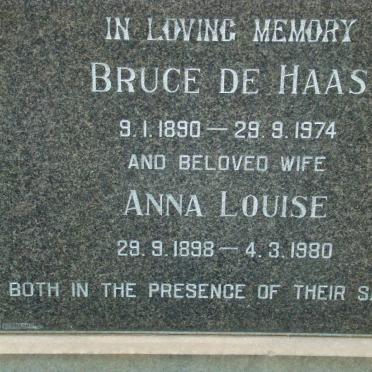 IN LOVING MEMORY
BRUCE DE HAAS
9. 1. 1890 — 29. 9. 1974
AND BELOVED WIFE
ANNA LOUISE
29. 9. 1898 — 4. 3. 1980
BOTH IN THE PRESENCE OF THEIR